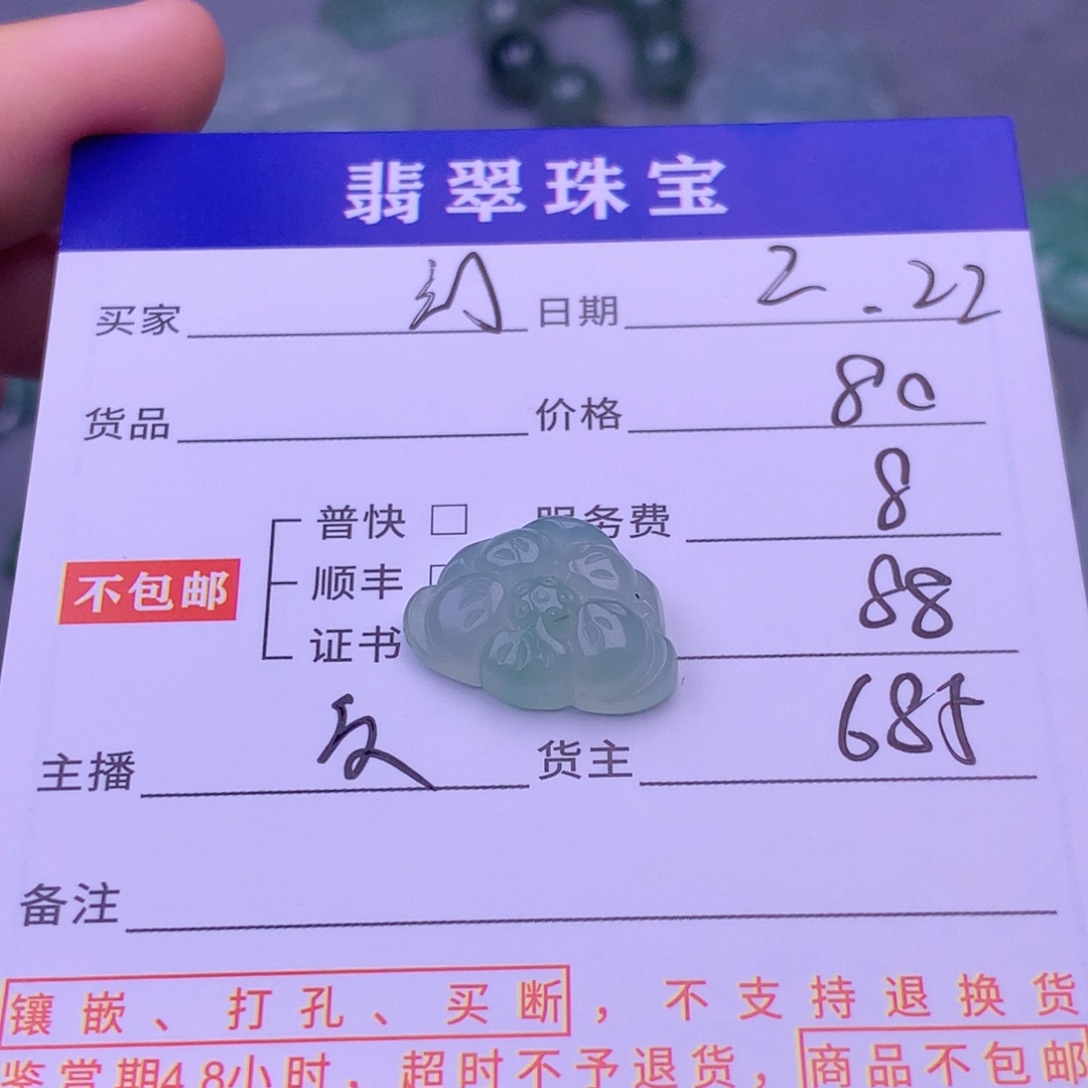 翡翠珠宝
买家 日期 2.22
货品 价格 80
普快 □ 服务费 8
不包邮 顺丰 88
证书
主播 货主 685
备注
镶嵌、打孔、买断，不支持退换货
鉴赏期48小时，超时不予退货，商品不包邮